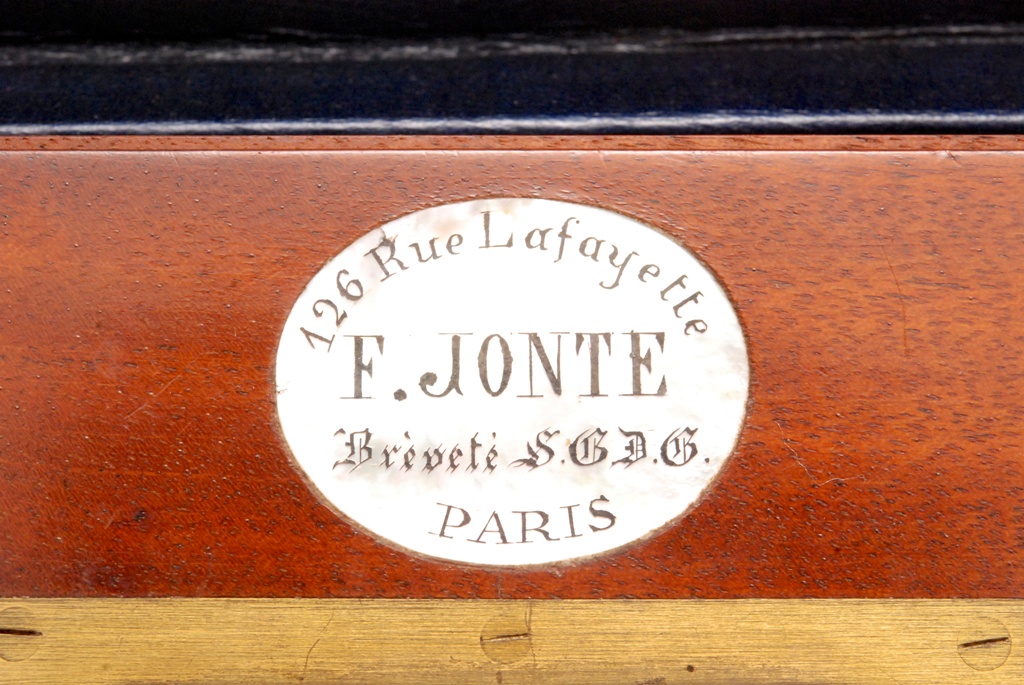 126 Rue Lafayette
F. JONTE
Brèveté S.G.D.G.
PARIS